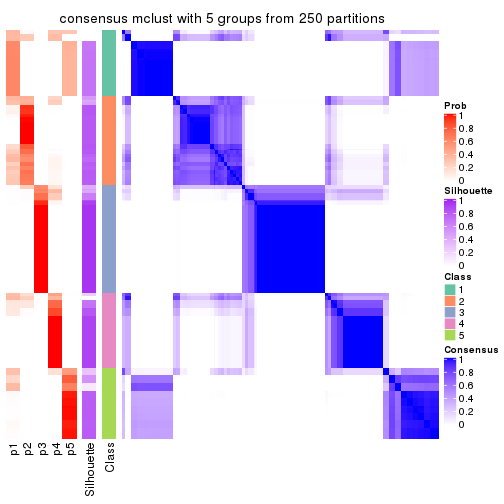 consensus mclust with 5 groups from 250 partitions
Prob
1
0.8
0.6
0.4
0.2
0
Silhouette
1
0.8
0.6
0.4
0.2
0
Class
1
2
3
4
5
Consensus
1
0.8
0.6
0.4
0.2
0
p1
p2
p3
p4
p5
Silhouette
Class